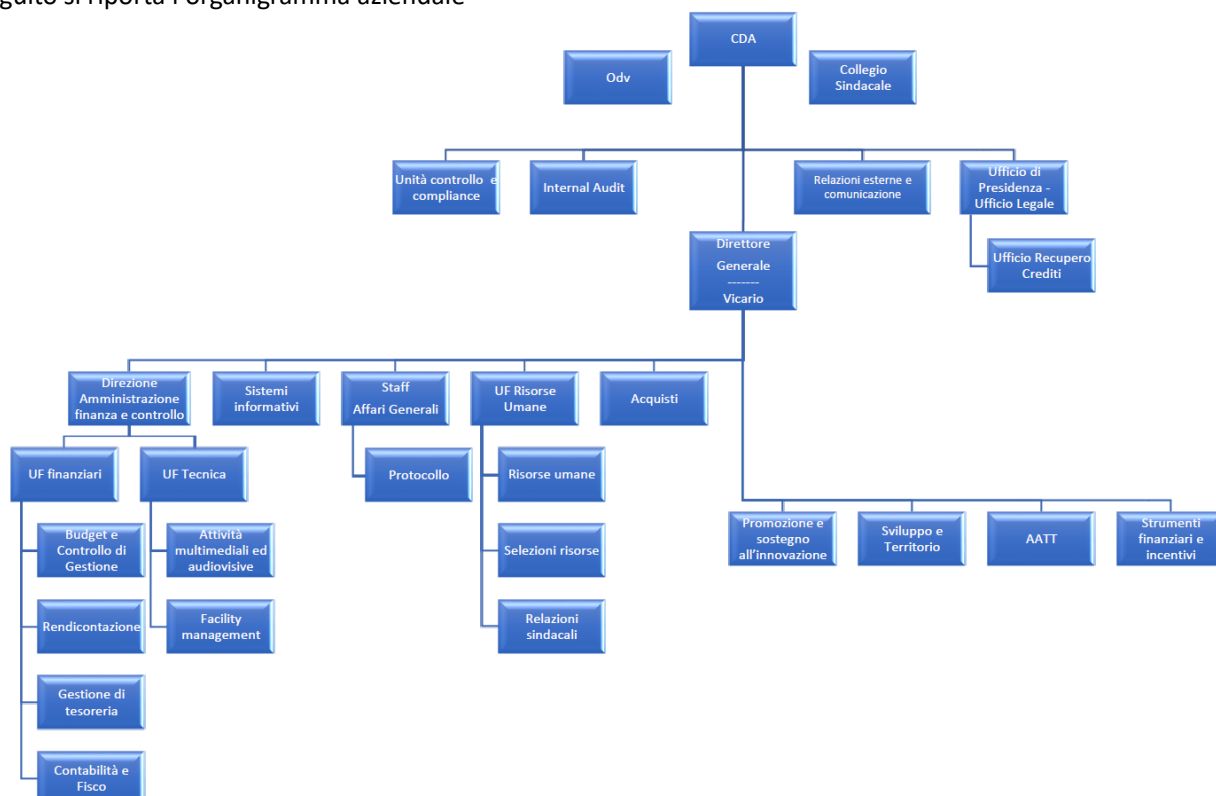 guito si riporta l'organigramma aziendale
CDA
Odv
Collegio
Sindacale
Unità controllo e
compliance
Internal Audit
Relazioni esterne e
comunicazione
Ufficio di
Presidenza -
Ufficio Legale
Direttore
Generale
-------
Vicario
Ufficio Recupero
Crediti
Direzione
Amministrazione
finanza e controllo
Sistemi
informativi
Staff
Affari Generali
UF Risorse
Umane
Acquisti
UF finanziari
UF Tecnica
Protocollo
Risorse umane
Budget e
Controllo di
Gestione
Attività
multimediali ed
audiovisive
Selezioni risorse
Promozione e
sostegno
all'innovazione
Sviluppo e
Territorio
AATT
Strumenti
finanziari e
incentivi
Rendicontazione
Facility
management
Relazioni
sindacali
Gestione di
tesoreria
Contabilità e
Fisco